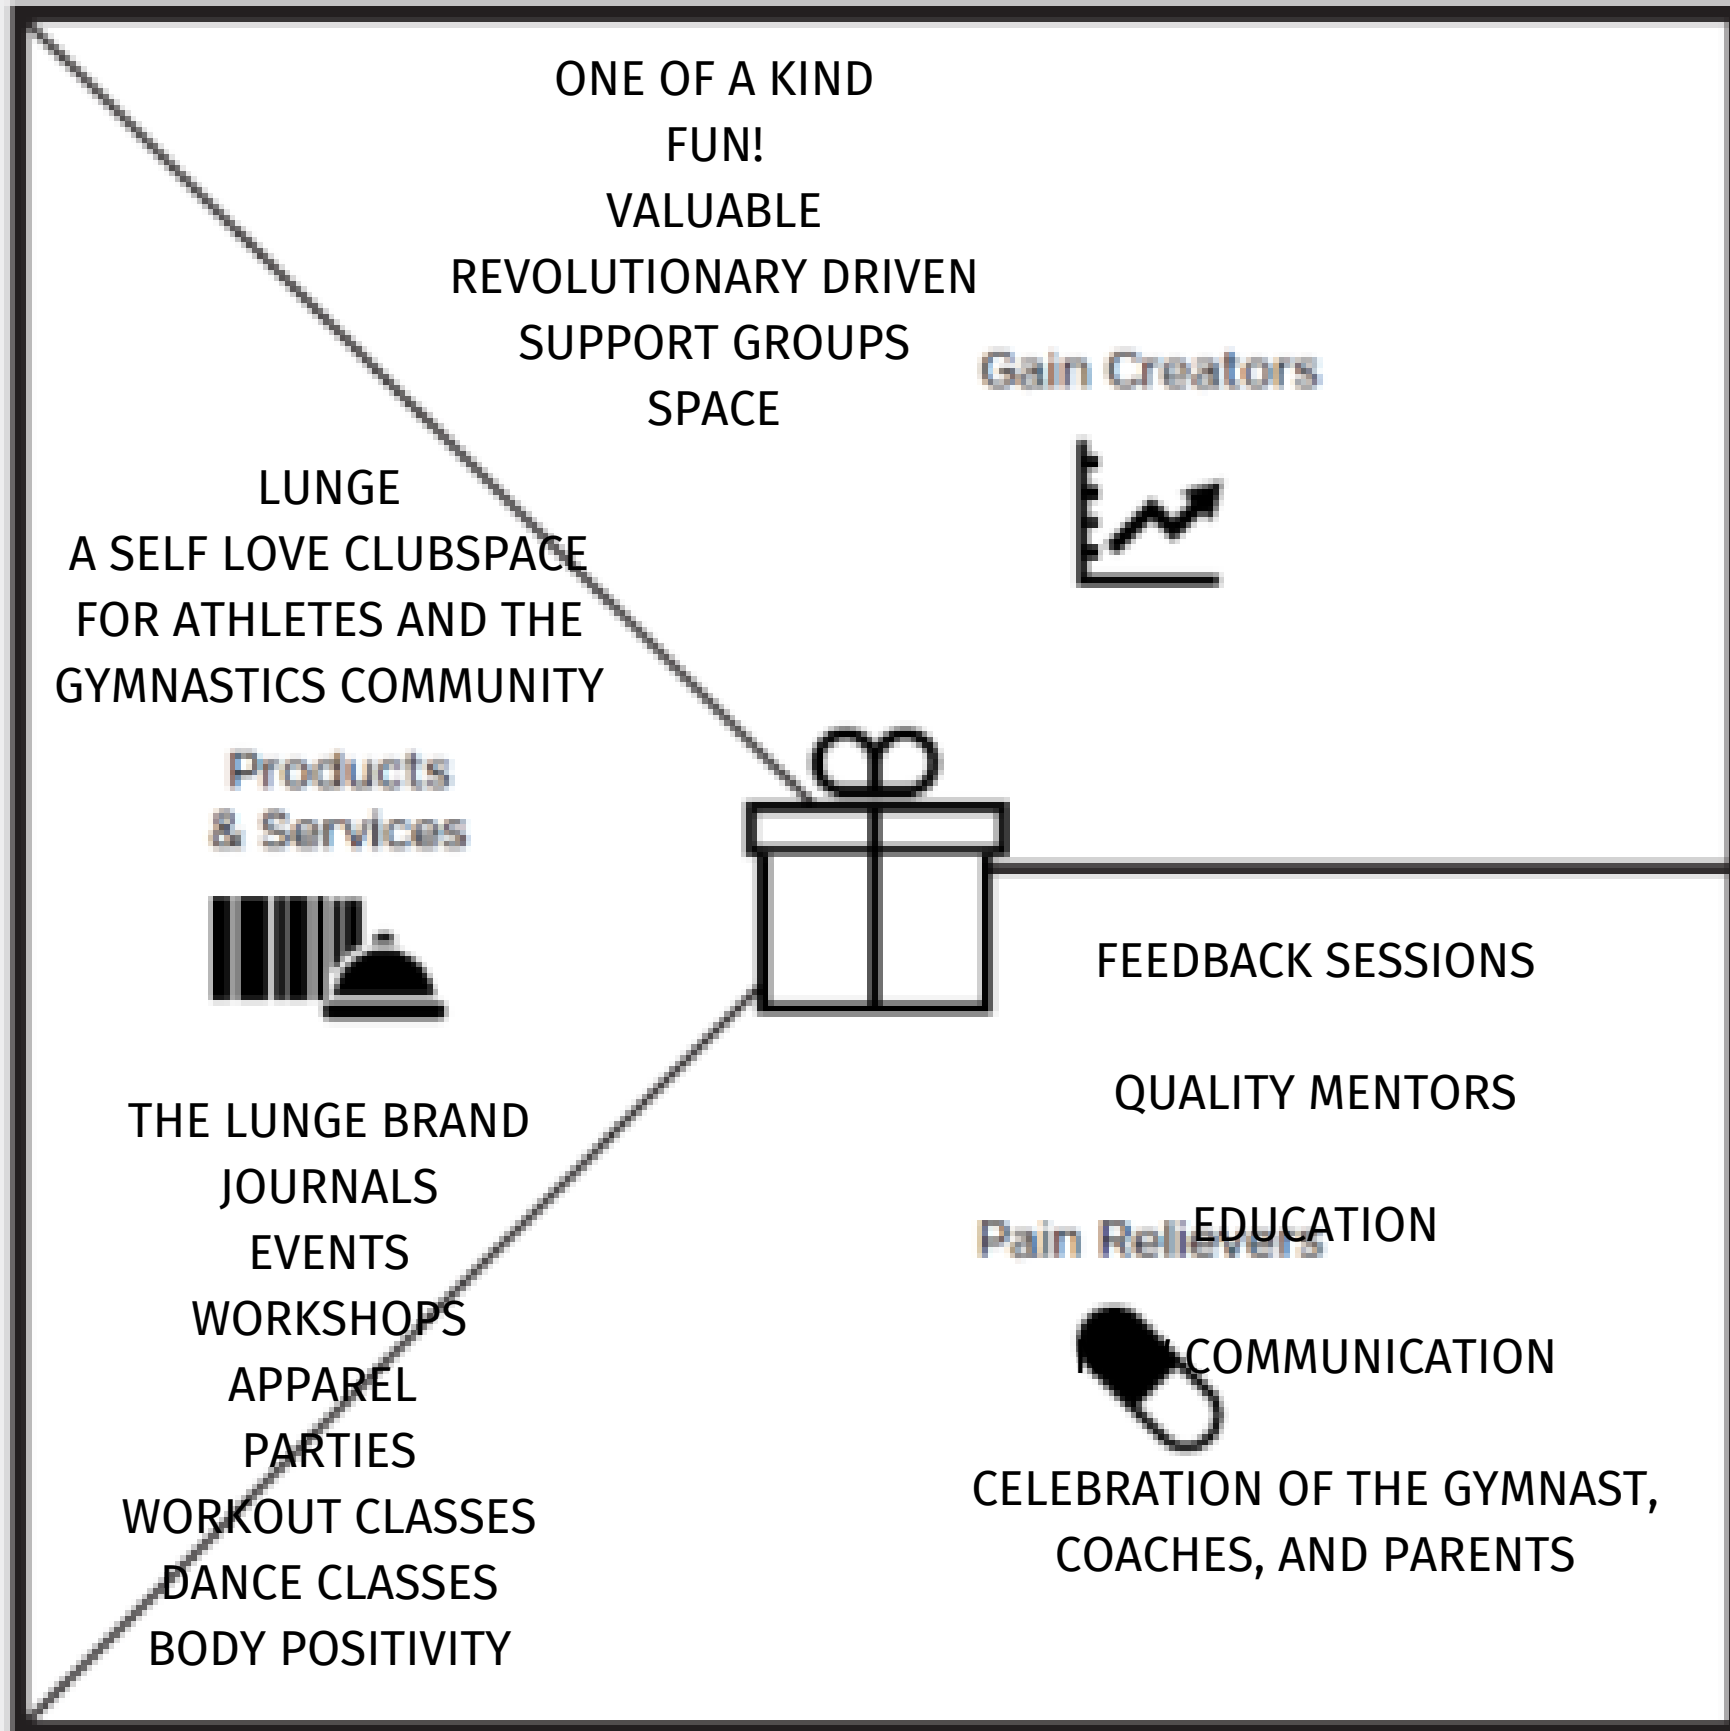 ONE OF A KIND
FUN!
VALUABLE
REVOLUTIONARY DRIVEN
SUPPORT GROUPS
SPACE
Gain Creators
LUNGE
A SELF LOVE CLUBSPACE
FOR ATHLETES AND THE
GYMNASTICS COMMUNITY
Products
& Services
THE LUNGE BRAND
JOURNALS
EVENTS
WORKSHOPS
APPAREL
PARTIES
WORKOUT CLASSES
DANCE CLASSES
BODY POSITIVITY
FEEDBACK SESSIONS
QUALITY MENTORS
EDUCATION
Pain Relievers
COMMUNICATION
CELEBRATION OF THE GYMNAST,
COACHES, AND PARENTS